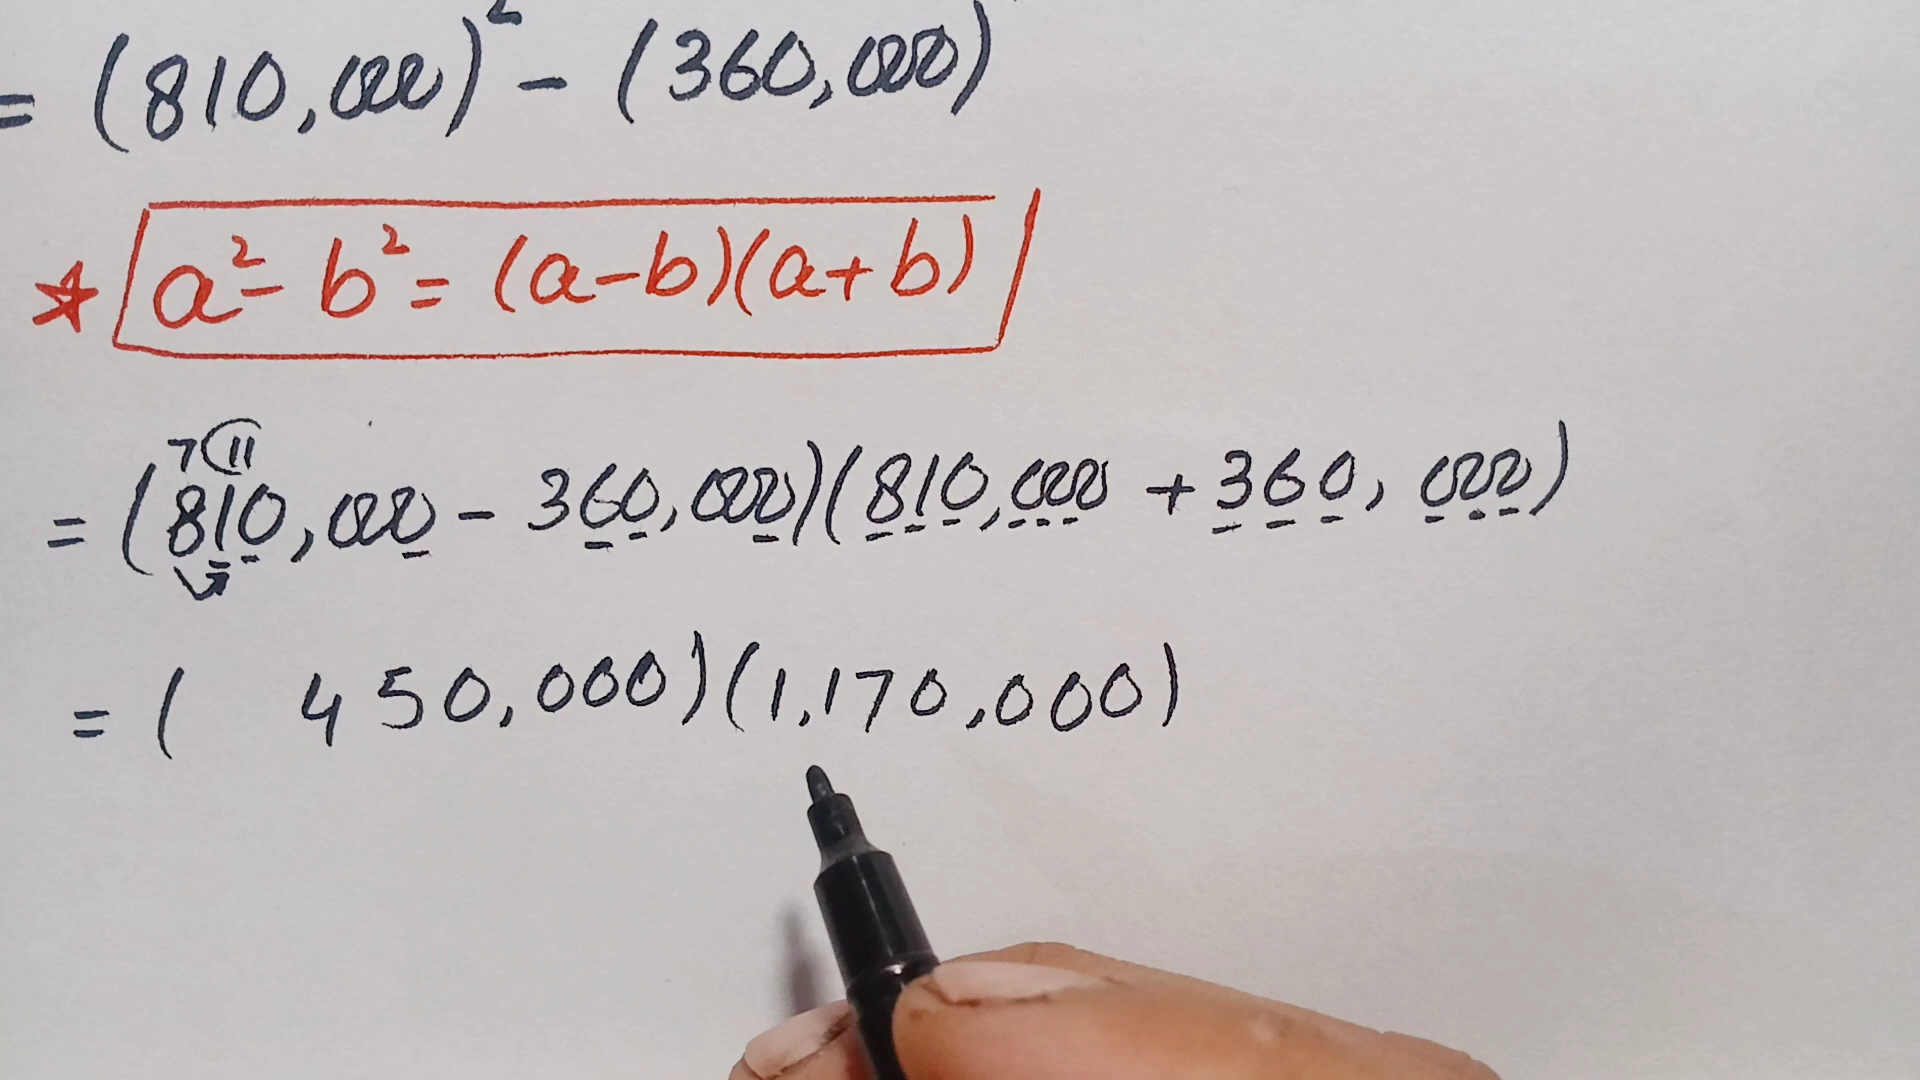 = (810,000)² - (360,000)
* a² - b² = (a-b)(a+b)
7 11
= (810,000 - 360,000)(810,000 + 360,000)
= ( 450,000)(1,170,000)